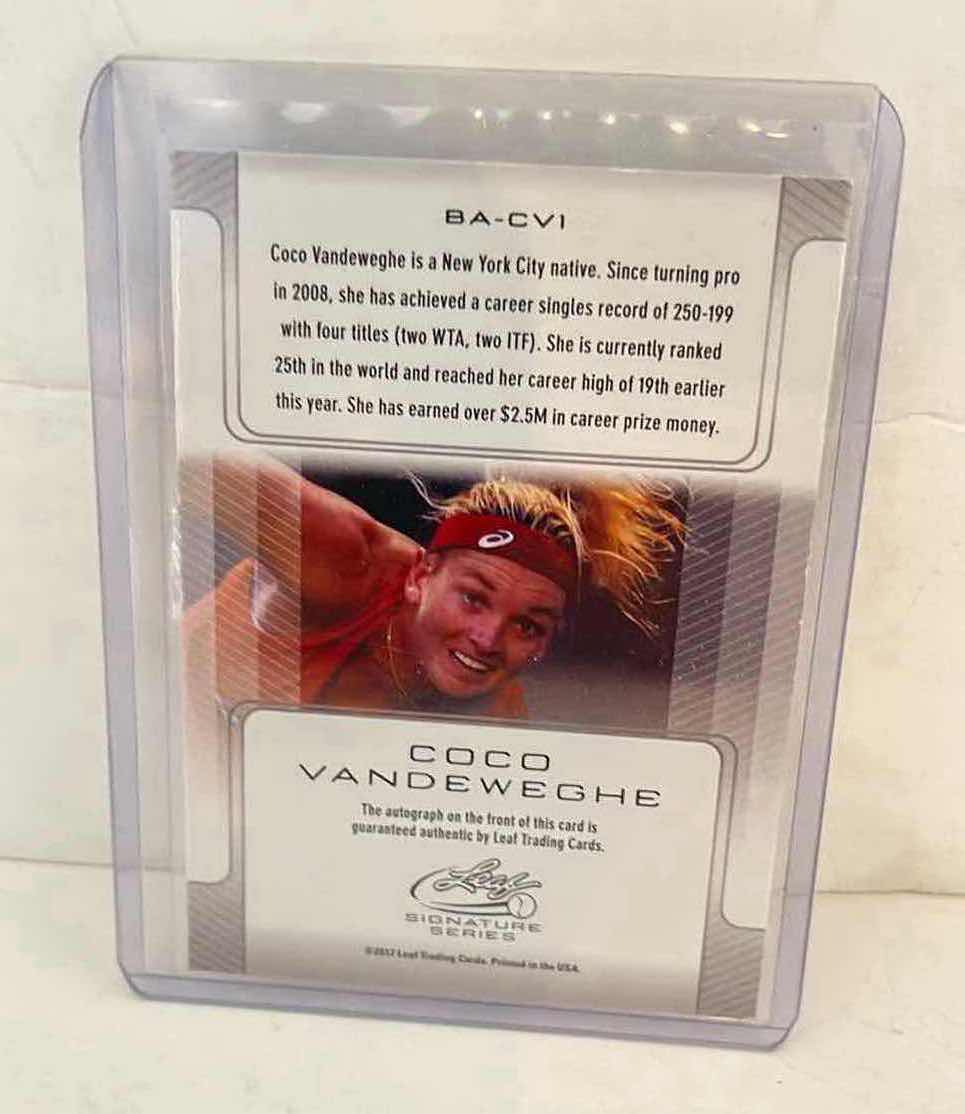 BA-CV1
Coco Vandeweghe is a New York City native. Since turning pro
in 2008, she has achieved a career singles record of 250-199
with four titles (two WTA, two ITF). She is currently ranked
25th in the world and reached her career high of 19th earlier
this year. She has earned over $2.5M in career prize money.
COCO
VANDEWEGHE
The autograph on the front of this card is
guaranteed authentic by Leaf Trading Cards.
Leaf
SIGNATURE
SERIES
©2017 Leaf Trading Cards. Printed in the USA.